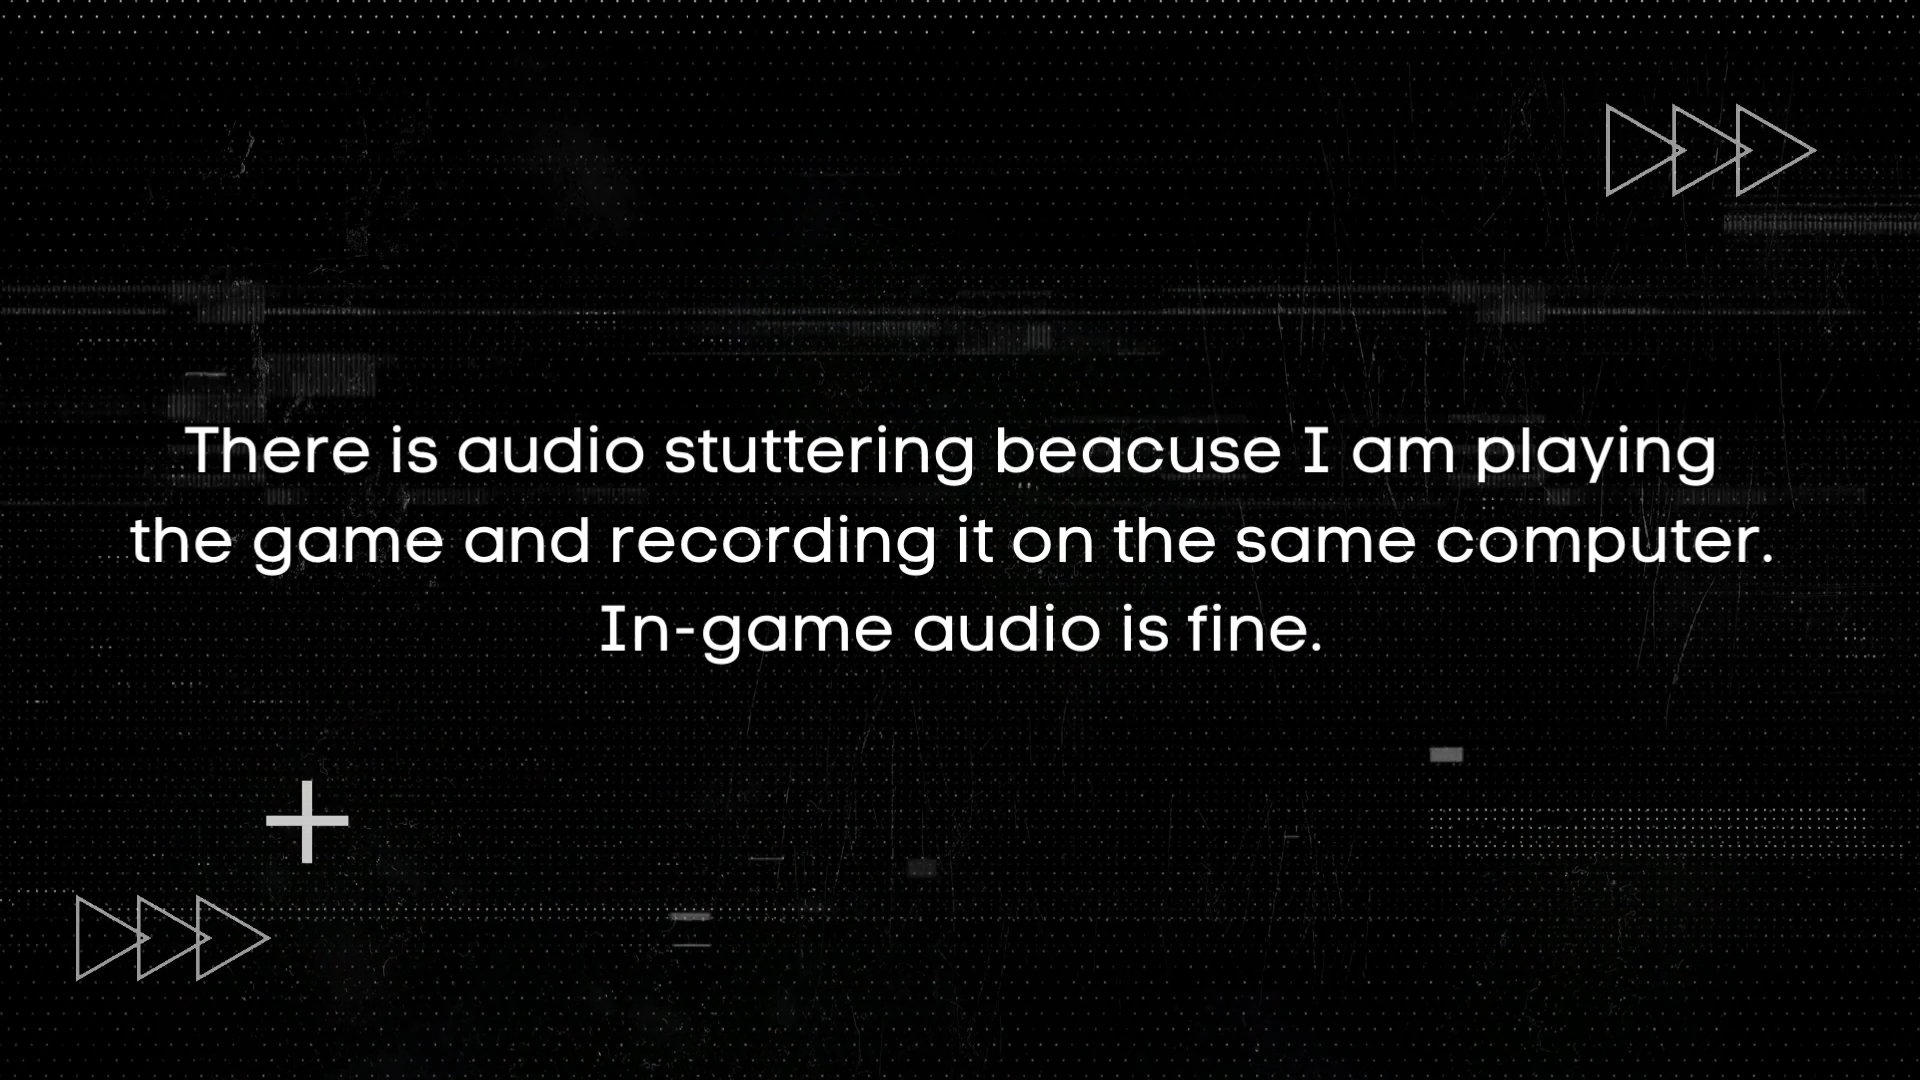 There is audio stuttering beacuse I am playing
the game and recording it on the same computer.
In-game audio is fine.